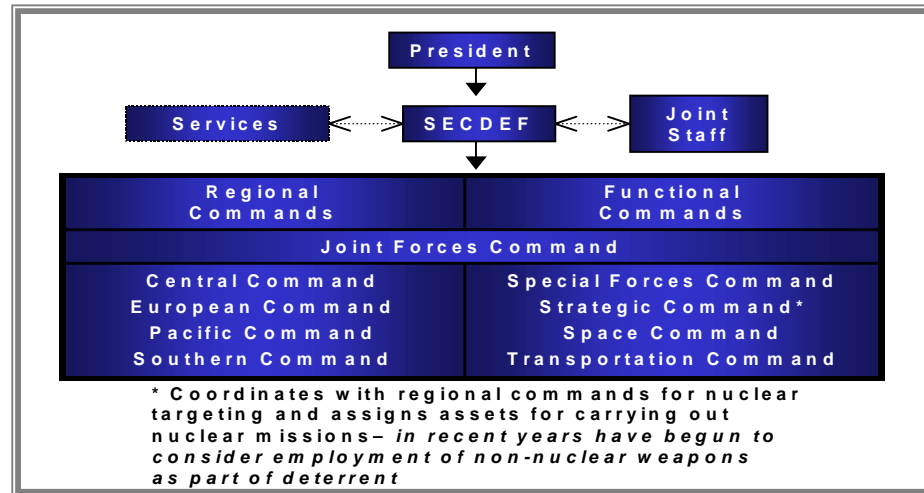 President
Services
SECDEF
Joint
Staff
Regional
Commands
Functional
Commands
Joint Forces Command
Central Command
European Command
Pacific Command
Southern Command
Special Forces Command
Strategic Command*
Space Command
Transportation Command
* Coordinates with regional commands for nuclear
targeting and assigns assets for carrying out
nuclear missions– in recent years have begun to
consider employment of non-nuclear weapons
as part of deterrent